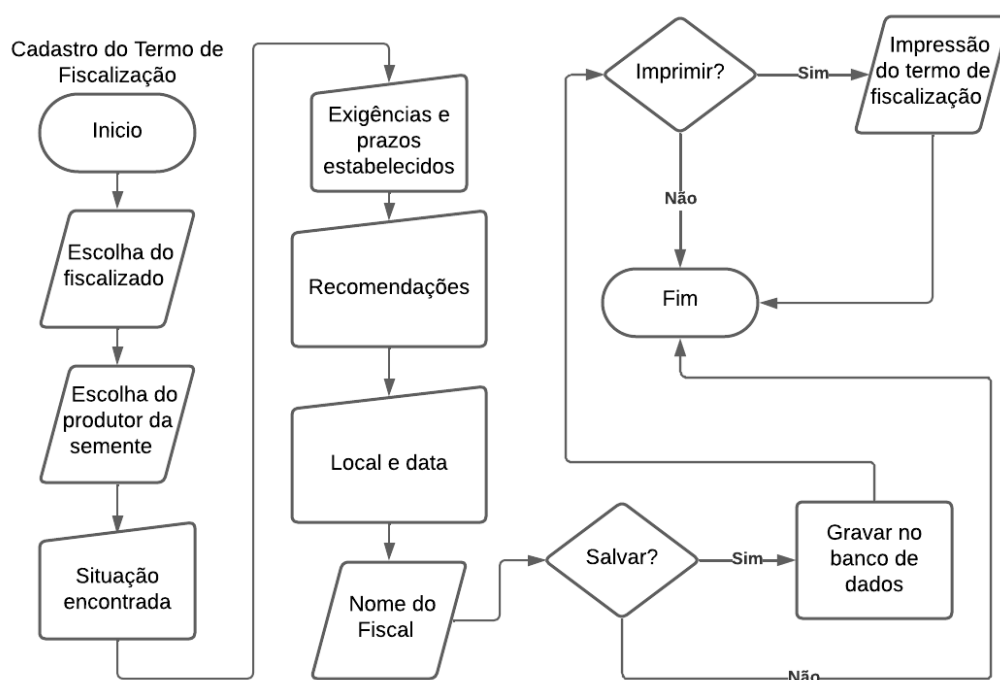 Cadastro do Termo de
Fiscalização
Inicio
Escolha do
fiscalizado
Escolha do
produtor da
semente
Situação
encontrada
Exigências e
prazos
estabelecidos
Recomendações
Local e data
Nome do
Fiscal
Salvar?
Sim
Não
Gravar no
banco de
dados
Imprimir?
Sim
Não
Impressão
do termo de
fiscalização
Fim